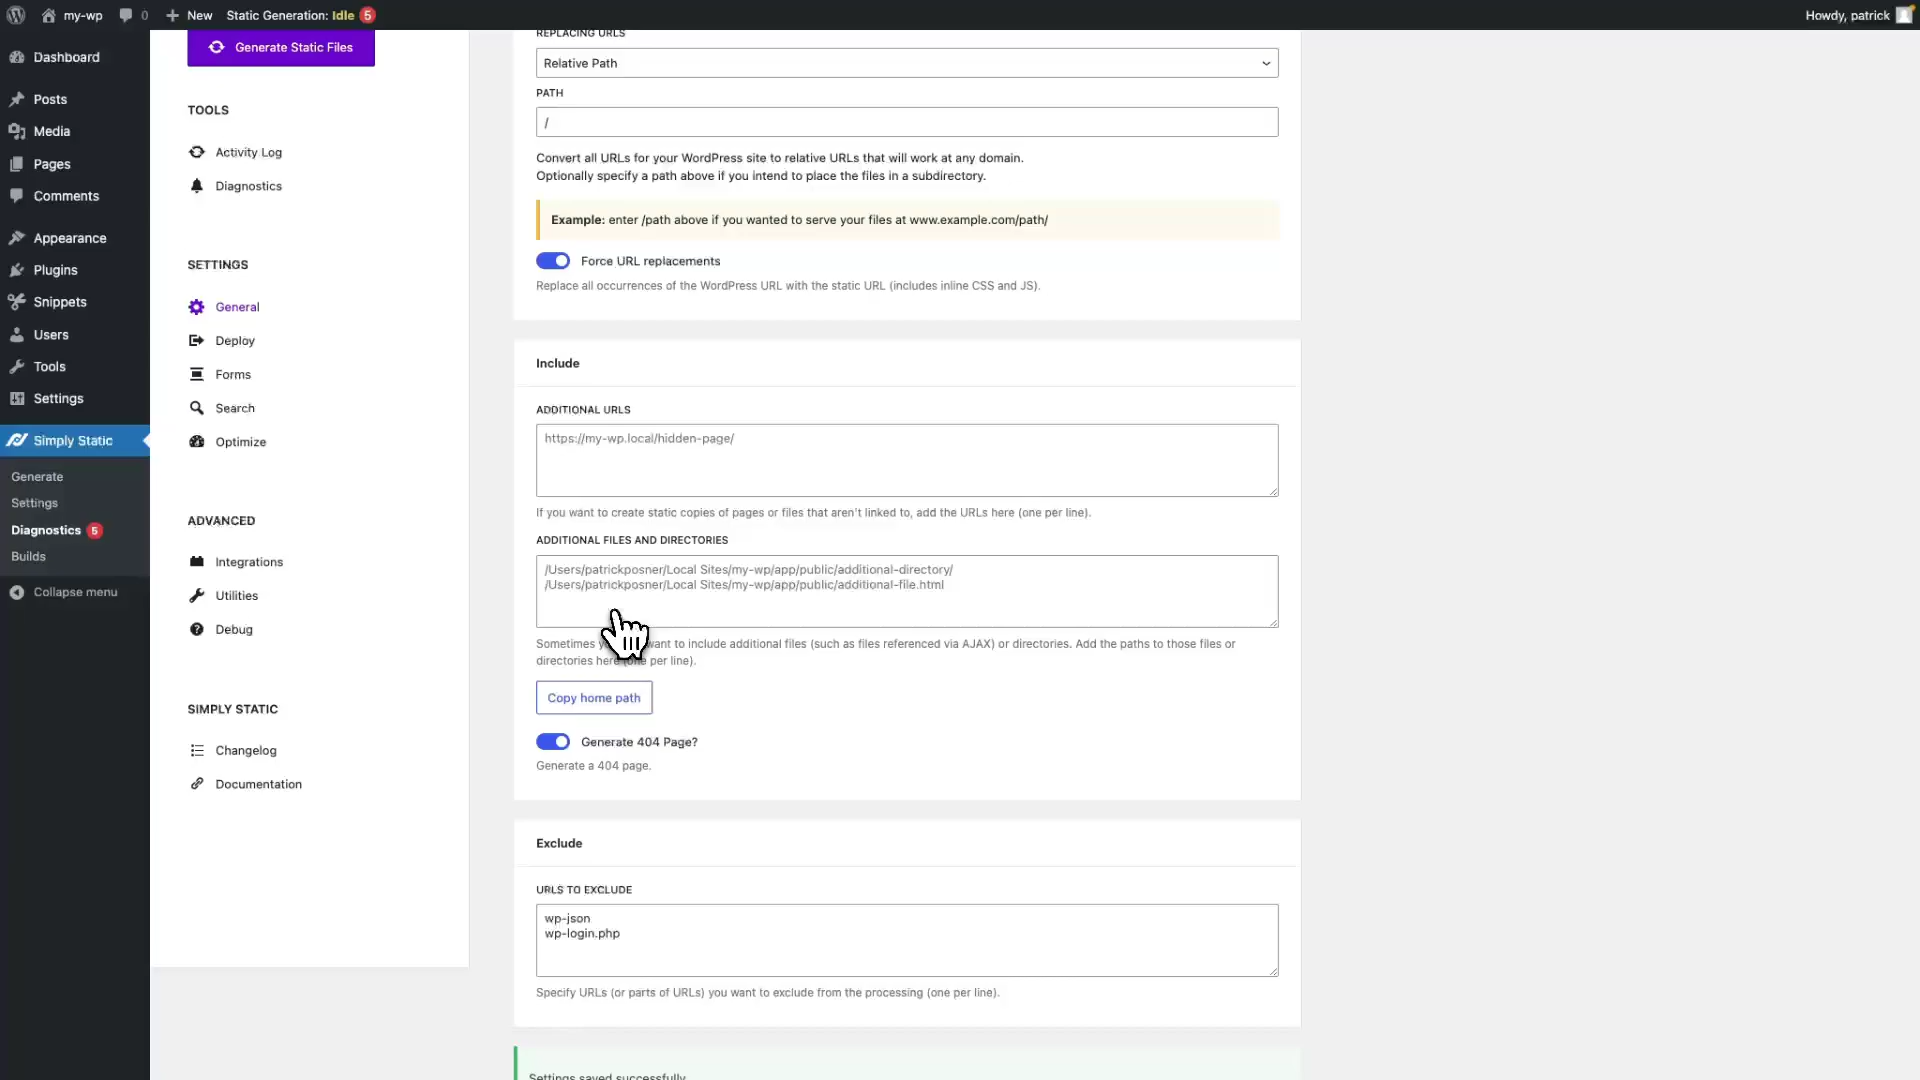 my-wp
0
New
Static Generation: Idle 5
Howdy, patrick
Dashboard
Posts
Media
Pages
Comments
Appearance
Plugins
Snippets
Users
Tools
Settings
Simply Static
Generate
Settings
Diagnostics 5
Builds
Collapse menu
Generate Static Files
TOOLS
Activity Log
Diagnostics
SETTINGS
General
Deploy
Forms
Search
Optimize
ADVANCED
Integrations
Utilities
Debug
SIMPLY STATIC
Changelog
Documentation
REPLACING URLS
Relative Path
PATH
/
Convert all URLs for your WordPress site to relative URLs that will work at any domain.
Optionally specify a path above if you intend to place the files in a subdirectory.
Example: enter /path above if you wanted to serve your files at www.example.com/path/
Force URL replacements
Replace all occurrences of the WordPress URL with the static URL (includes inline CSS and JS).
Include
ADDITIONAL URLS
https://my-wp.local/hidden-page/
If you want to create static copies of pages or files that aren't linked to, add the URLs here (one per line).
ADDITIONAL FILES AND DIRECTORIES
/Users/patrickposner/Local Sites/my-wp/app/public/additional-directory/
/Users/patrickposner/Local Sites/my-wp/app/public/additional-file.html
Sometimes want to include additional files (such as files referenced via AJAX) or directories. Add the paths to those files or
directories here (one per line).
Copy home path
Generate 404 Page?
Generate a 404 page.
Exclude
URLS TO EXCLUDE
wp-json
wp-login.php
Specify URLs (or parts of URLs) you want to exclude from the processing (one per line).
Settings saved successfully